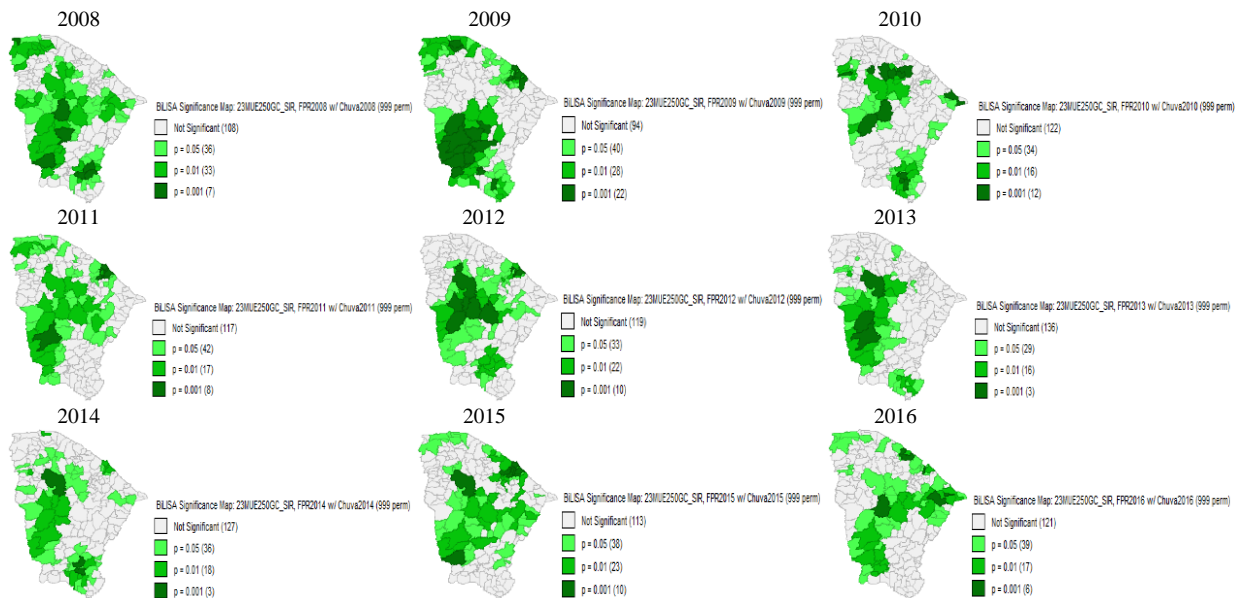 2008
2009
2010
BiLISA Significance Map: 23MUE250GC_SIR, FPR2008 w/ Chuva2008 (999 perm)
Not Significant (108)
p = 0.05 (36)
p = 0.01 (33)
p = 0.001 (7)
BiLISA Significance Map: 23MUE250GC_SIR, FPR2009 w/ Chuva2009 (999 perm)
Not Significant (94)
p = 0.05 (40)
p = 0.01 (28)
p = 0.001 (22)
BiLISA Significance Map: 23MUE250GC_SIR, FPR2010 w/ Chuva2010 (999 perm)
Not Significant (122)
p = 0.05 (34)
p = 0.01 (16)
p = 0.001 (12)
2011
2012
2013
BiLISA Significance Map: 23MUE250GC_SIR, FPR2011 w/ Chuva2011 (999 perm)
Not Significant (117)
p = 0.05 (42)
p = 0.01 (17)
p = 0.001 (8)
BiLISA Significance Map: 23MUE250GC_SIR, FPR2012 w/ Chuva2012 (999 perm)
Not Significant (119)
p = 0.05 (33)
p = 0.01 (22)
p = 0.001 (10)
BiLISA Significance Map: 23MUE250GC_SIR, FPR2013 w/ Chuva2013 (999 perm)
Not Significant (136)
p = 0.05 (29)
p = 0.01 (16)
p = 0.001 (3)
2014
2015
2016
BiLISA Significance Map: 23MUE250GC_SIR, FPR2014 w/ Chuva2014 (999 perm)
Not Significant (127)
p = 0.05 (36)
p = 0.01 (18)
p = 0.001 (3)
BiLISA Significance Map: 23MUE250GC_SIR, FPR2015 w/ Chuva2015 (999 perm)
Not Significant (113)
p = 0.05 (38)
p = 0.01 (23)
p = 0.001 (10)
BiLISA Significance Map: 23MUE250GC_SIR, FPR2016 w/ Chuva2016 (999 perm)
Not Significant (121)
p = 0.05 (39)
p = 0.01 (17)
p = 0.001 (6)